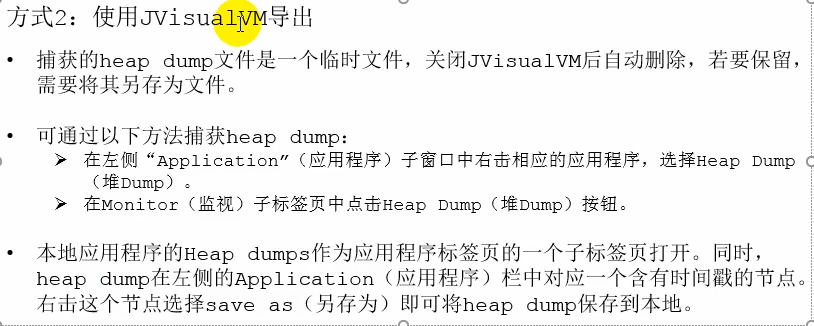 方式2：使用JVisualVM导出
• 捕获的heap dump文件是一个临时文件，关闭JVisualVM后自动删除，若要保留，
需要将其另存为文件。
• 可通过以下方法捕获heap dump：
➢ 在左侧“Application”（应用程序）子窗口中右击相应的应用程序，选择Heap Dump
（堆Dump）。
➢ 在Monitor（监视）子标签页中点击Heap Dump（堆Dump）按钮。
• 本地应用程序的Heap dumps作为应用程序标签页的一个子标签页打开。同时，
heap dump在左侧的Application（应用程序）栏中对应一个含有时间戳的节点。
右击这个节点选择save as（另存为）即可将heap dump保存到本地。